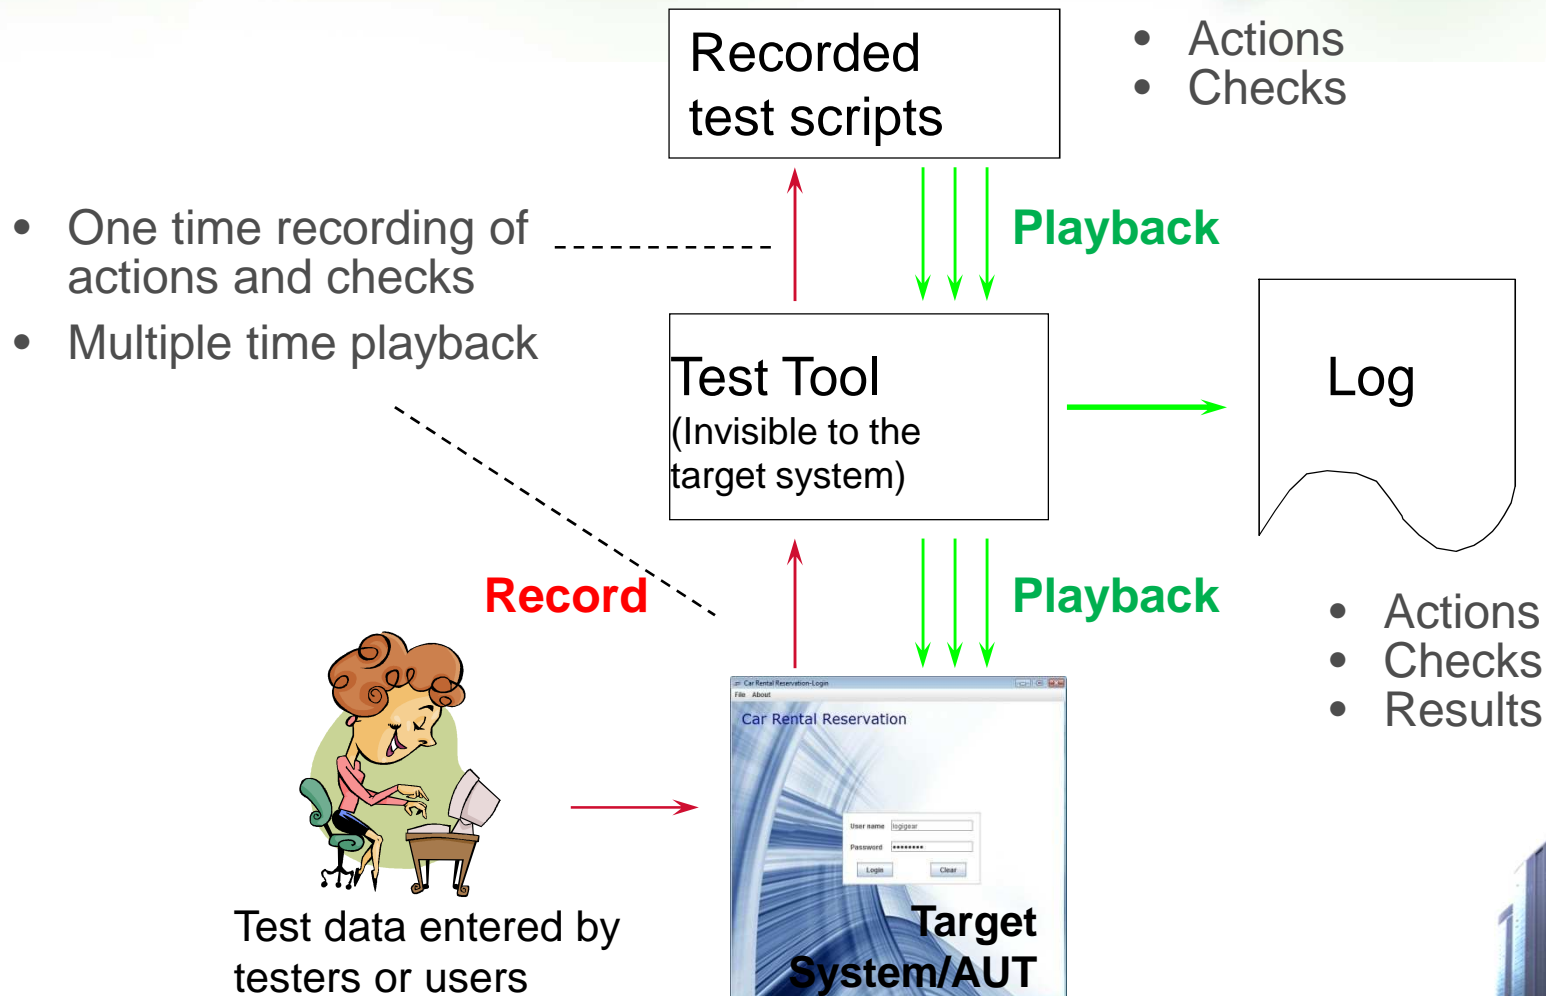 Recorded
test scripts
• Actions
• Checks
• One time recording of
actions and checks
• Multiple time playback
Playback
Test Tool
(Invisible to the
target system)
Log
Record
Playback
• Actions
• Checks
• Results
Car Rental Reservation-Login
File About
Car Rental Reservation
User name logigear
Password ••••••••
Login Clear
Target
System/AUT
Test data entered by
testers or users